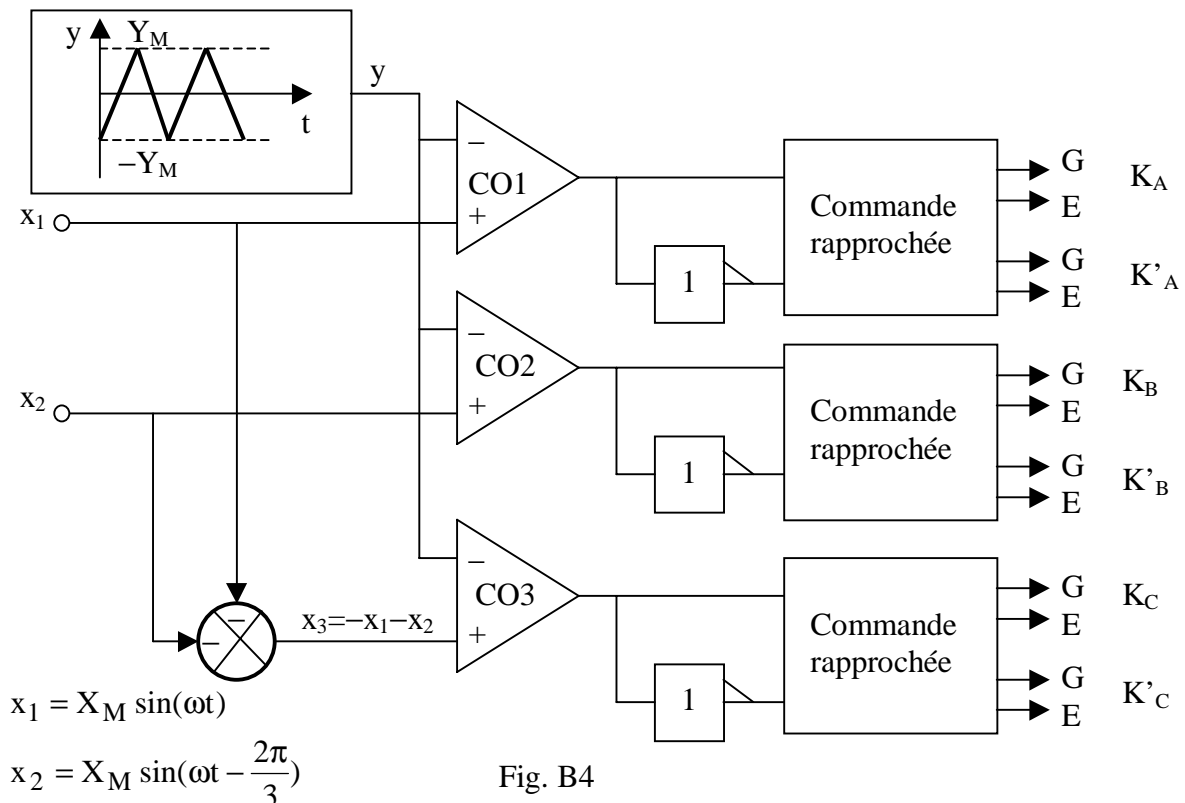 y
Y_M
t
−Y_M
y
x₁
−
CO1
+
1
Commande
rapprochée
G
E
K_A
G
E
K'_A
x₂
−
CO2
+
1
Commande
rapprochée
G
E
K_B
G
E
K'_B
−
−
x₃=−x₁−x₂
−
CO3
+
1
Commande
rapprochée
G
E
K_C
G
E
K'_C
x₁ = X_M sin(ωt)
x₂ = X_M sin(ωt − 2π/3)
Fig. B4